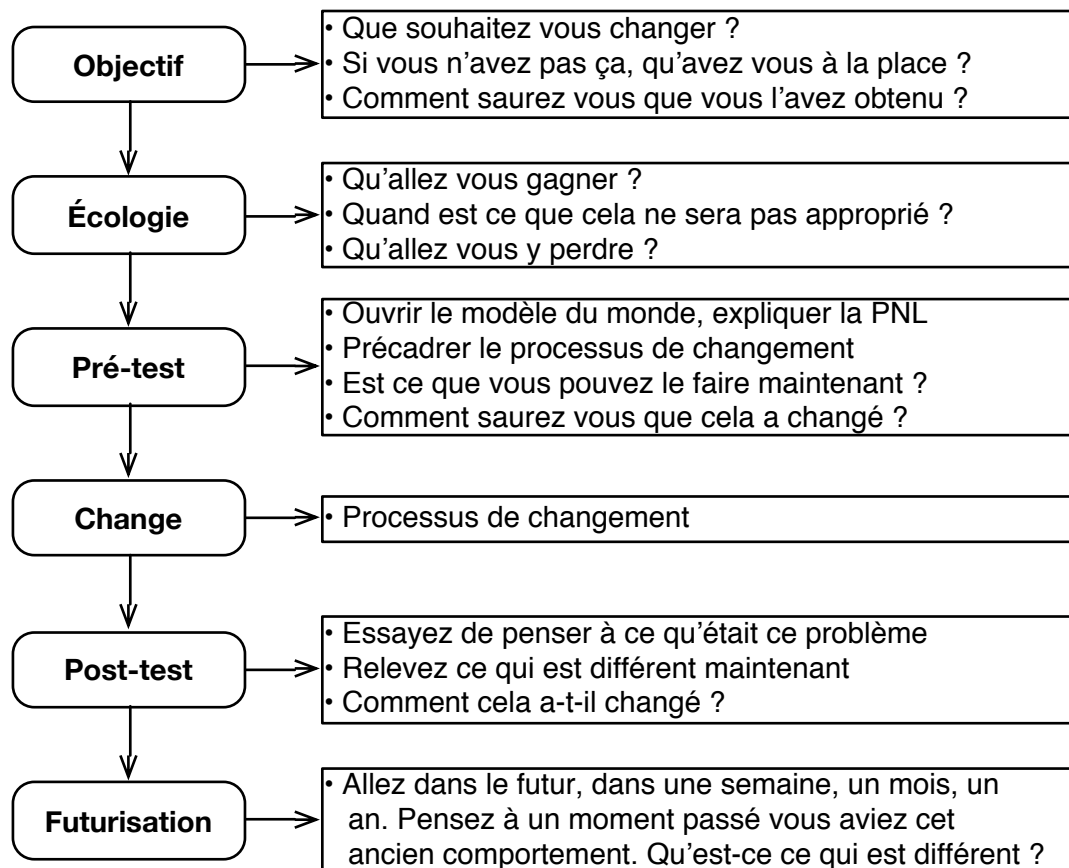 Objectif
• Que souhaitez vous changer ?
• Si vous n’avez pas ça, qu’avez vous à la place ?
• Comment saurez vous que vous l’avez obtenu ?
Écologie
• Qu’allez vous gagner ?
• Quand est ce que cela ne sera pas approprié ?
• Qu’allez vous y perdre ?
Pré-test
• Ouvrir le modèle du monde, expliquer la PNL
• Précadrer le processus de changement
• Est ce que vous pouvez le faire maintenant ?
• Comment saurez vous que cela a changé ?
Change
• Processus de changement
Post-test
• Essayez de penser à ce qu’était ce problème
• Relevez ce qui est différent maintenant
• Comment cela a-t-il changé ?
Futurisation
• Allez dans le futur, dans une semaine, un mois, un
an. Pensez à un moment passé vous aviez cet
ancien comportement. Qu’est-ce ce qui est différent ?